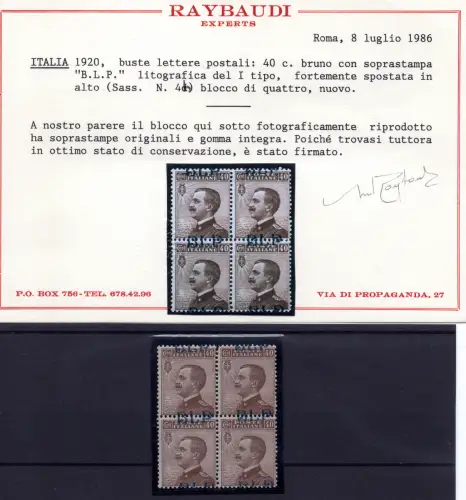 RAYBAUDI
EXPERTS
Roma, 8 luglio 1986
ITALIA 1920, buste lettere postali: 40 c. bruno con soprastampa
"B.L.P." litografica del I tipo, fortemente spostata in
alto (Sass. N. 4d) blocco di quattro, nuovo.
A nostro parere il blocco qui sotto fotograficamente riprodotto
ha soprastampe originali e gomma integra. Poiché trovasi tuttora
in ottimo stato di conservazione, è stato firmato.
P.O. BOX 756-TEL. 678.42.96
VIA DI PROPAGANDA, 27